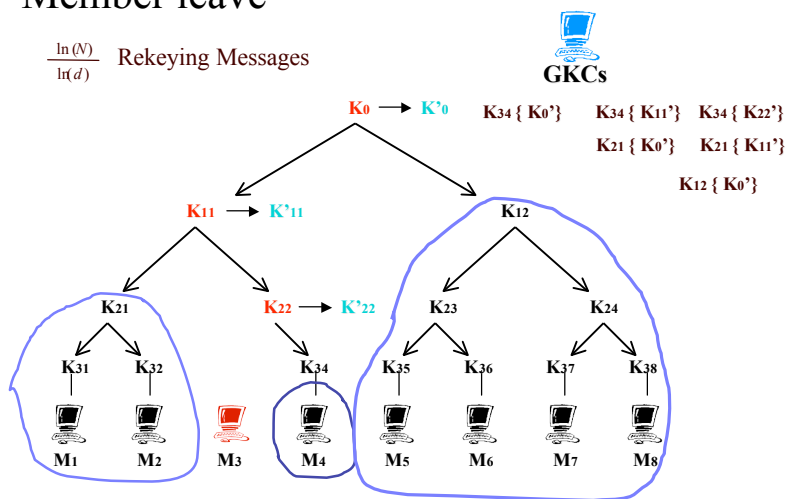 Member leave
ln (N)
ln(d)
Rekeying Messages
GKCs
K0 K’0 K34 { K0’} K34 { K11’} K34 { K22’}
K21 { K0’} K21 { K11’}
K12 { K0’}
K11 K’11 K12
K21 K22 K’22 K23 K24
K31 K32 K34 K35 K36 K37 K38
M1 M2 M3 M4 M5 M6 M7 M8